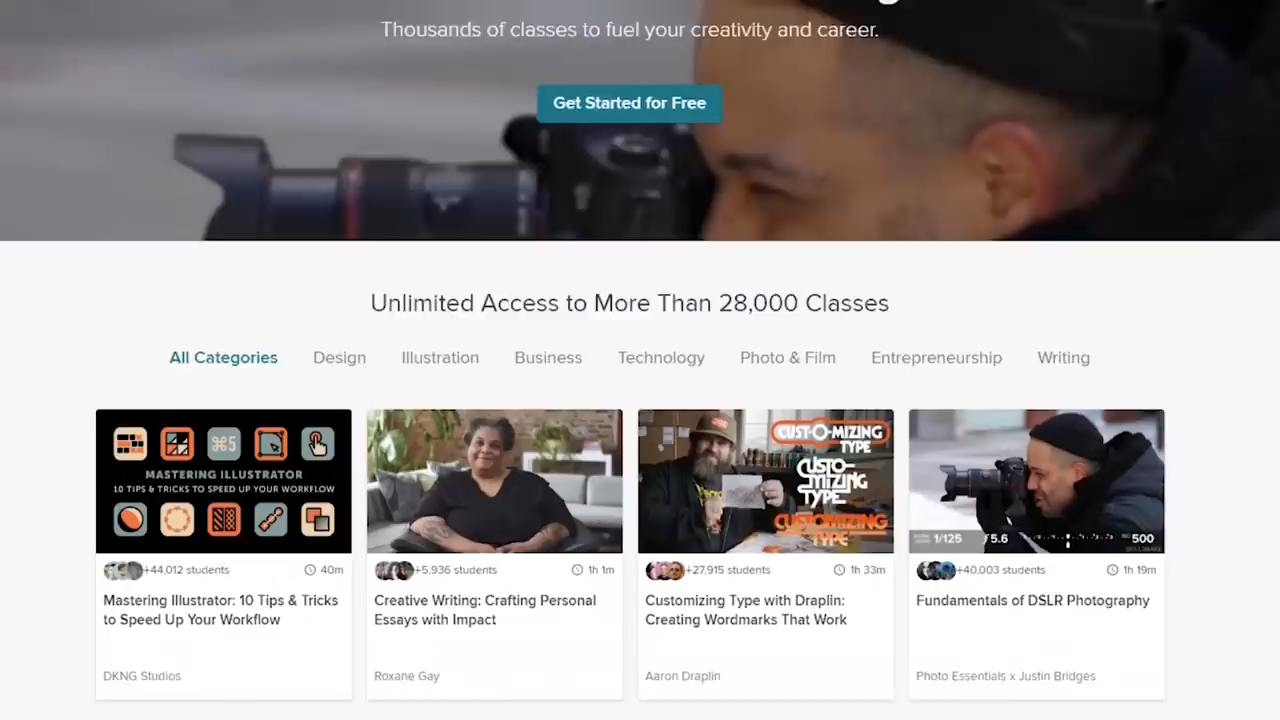 Thousands of classes to fuel your creativity and career.
Get Started for Free
Unlimited Access to More Than 28,000 Classes
All Categories Design Illustration Business Technology Photo & Film Entrepreneurship Writing
⌘5
MASTERING ILLUSTRATOR
10 TIPS & TRICKS TO SPEED UP YOUR WORKFLOW
+44,012 students 40m
Mastering Illustrator: 10 Tips & Tricks
to Speed Up Your Workflow
DKNG Studios
+5,936 students 1h 1m
Creative Writing: Crafting Personal
Essays with Impact
Roxane Gay
CUST-O-MIZING
TYPE
CUSTO-
MIZING
TYPE
CUSTOMIZING
TYPE
+27,915 students 1h 33m
Customizing Type with Draplin:
Creating Wordmarks That Work
Aaron Draplin
1/125 f5.6 ISO 500
SKILLSHARE
+40,003 students 1h 19m
Fundamentals of DSLR Photography
Photo Essentials x Justin Bridges